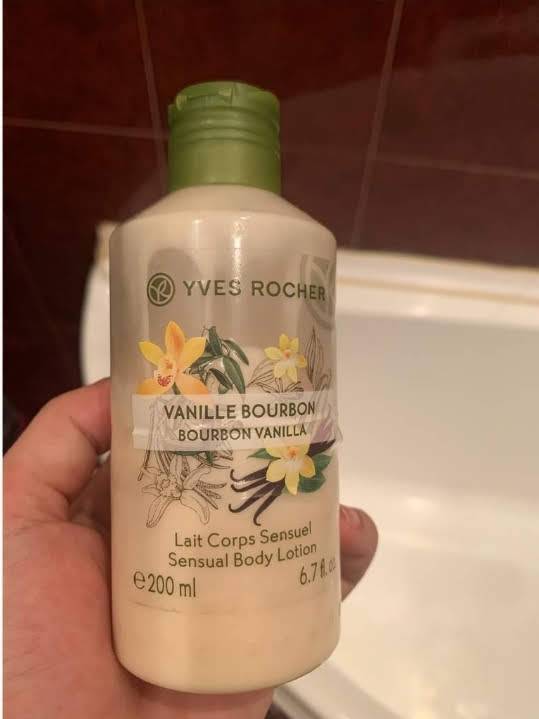 YVES ROCHER
VANILLE BOURBON
BOURBON VANILLA
Lait Corps Sensuel
Sensual Body Lotion
e 200 ml
6.7 fl. oz